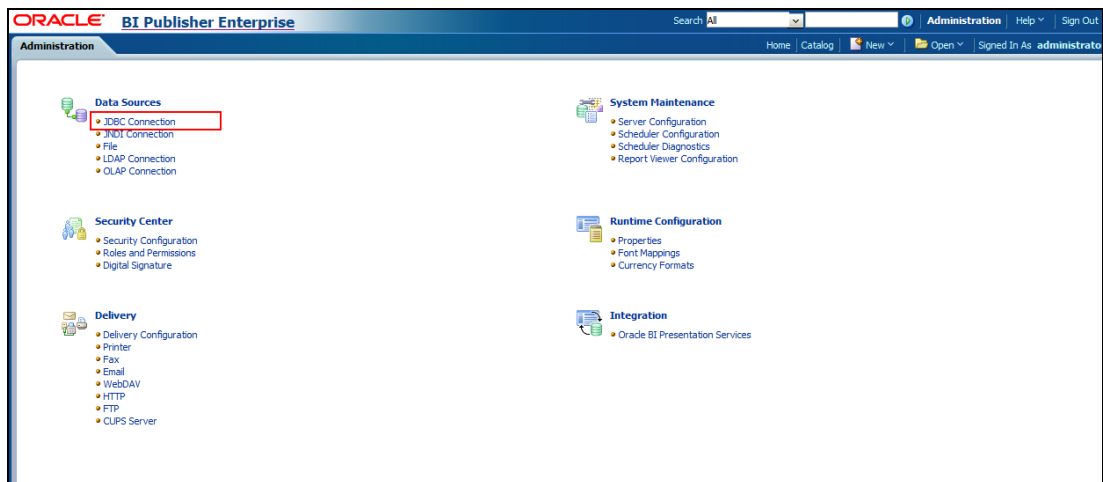 ORACLE BI Publisher Enterprise
Search All Administration Help Sign Out
Administration
Home Catalog New Open Signed In As administrato
Data Sources
JDBC Connection
JNDI Connection
File
LDAP Connection
OLAP Connection
System Maintenance
Server Configuration
Scheduler Configuration
Scheduler Diagnostics
Report Viewer Configuration
Security Center
Security Configuration
Roles and Permissions
Digital Signature
Runtime Configuration
Properties
Font Mappings
Currency Formats
Delivery
Delivery Configuration
Printer
Fax
Email
WebDAV
HTTP
FTP
CUPS Server
Integration
Oracle BI Presentation Services